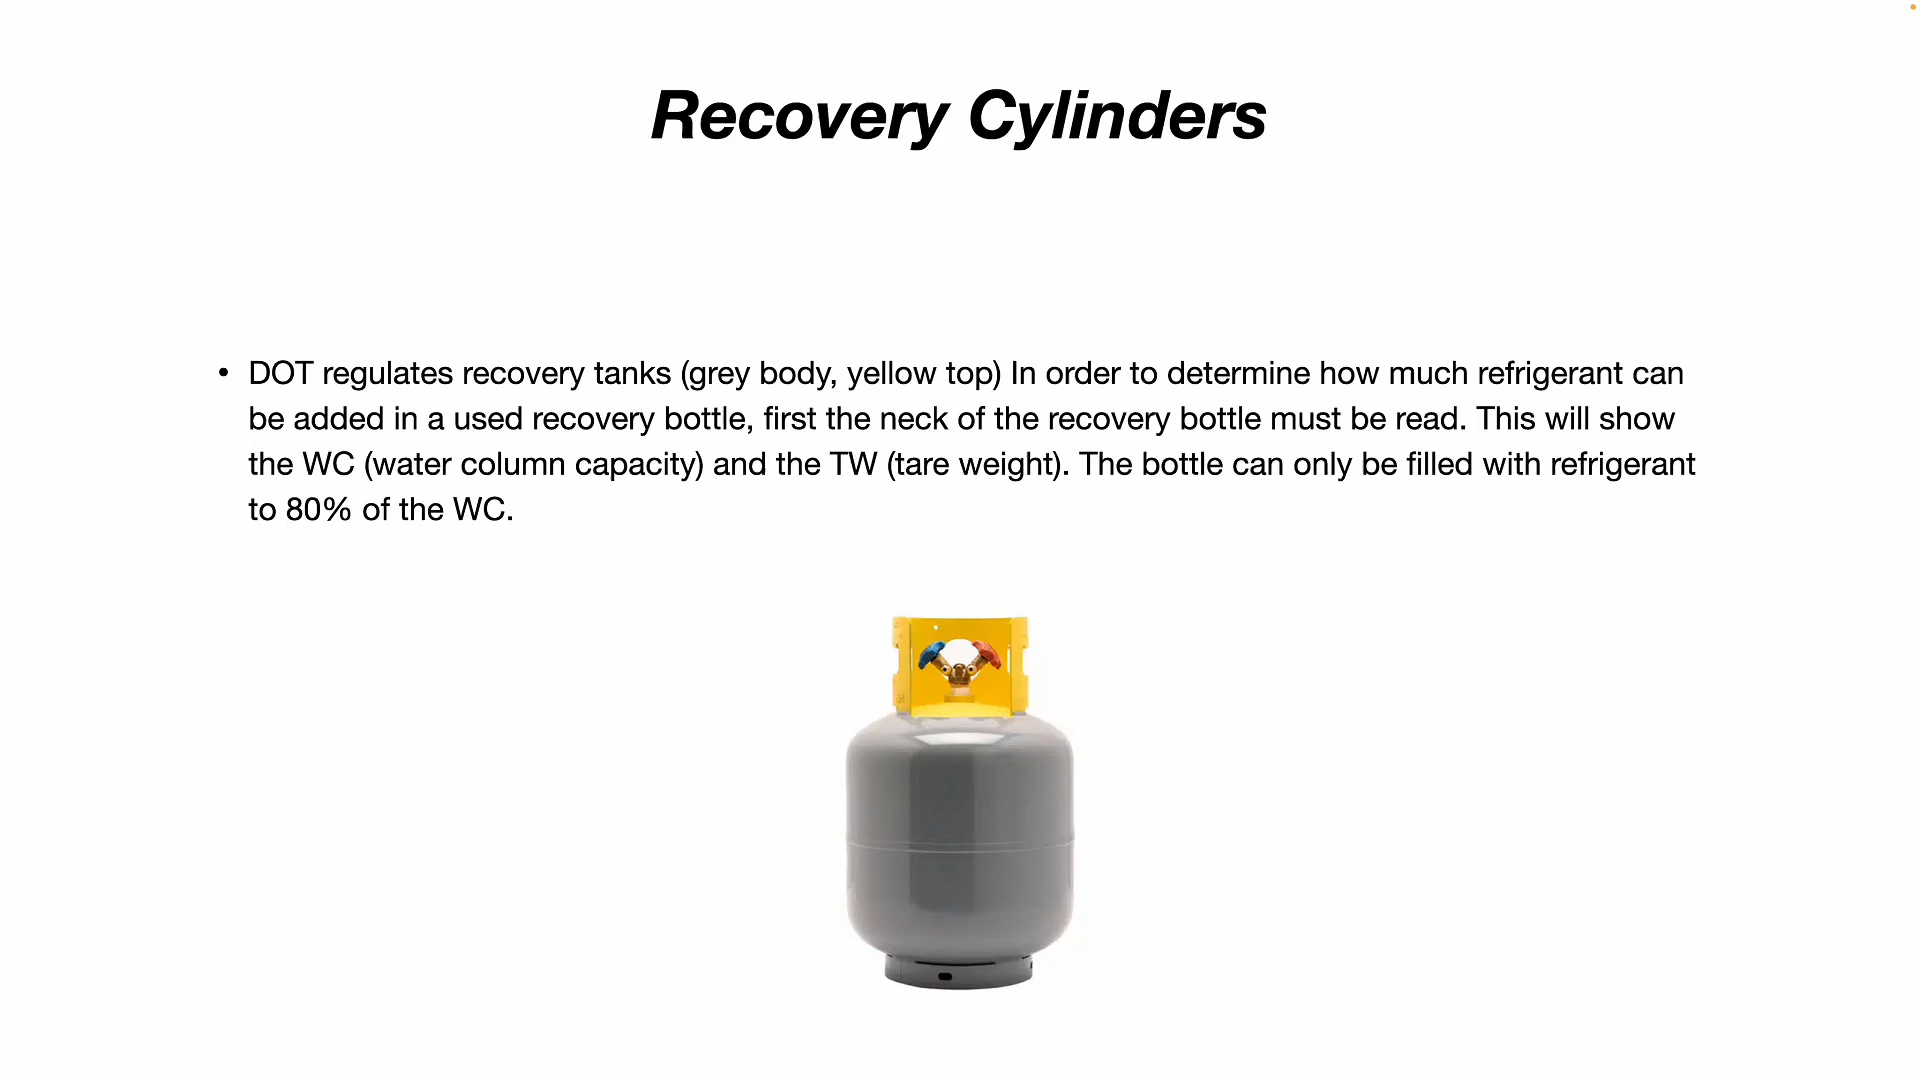 Recovery Cylinders
• DOT regulates recovery tanks (grey body, yellow top) In order to determine how much refrigerant can
be added in a used recovery bottle, first the neck of the recovery bottle must be read. This will show
the WC (water column capacity) and the TW (tare weight). The bottle can only be filled with refrigerant
to 80% of the WC.